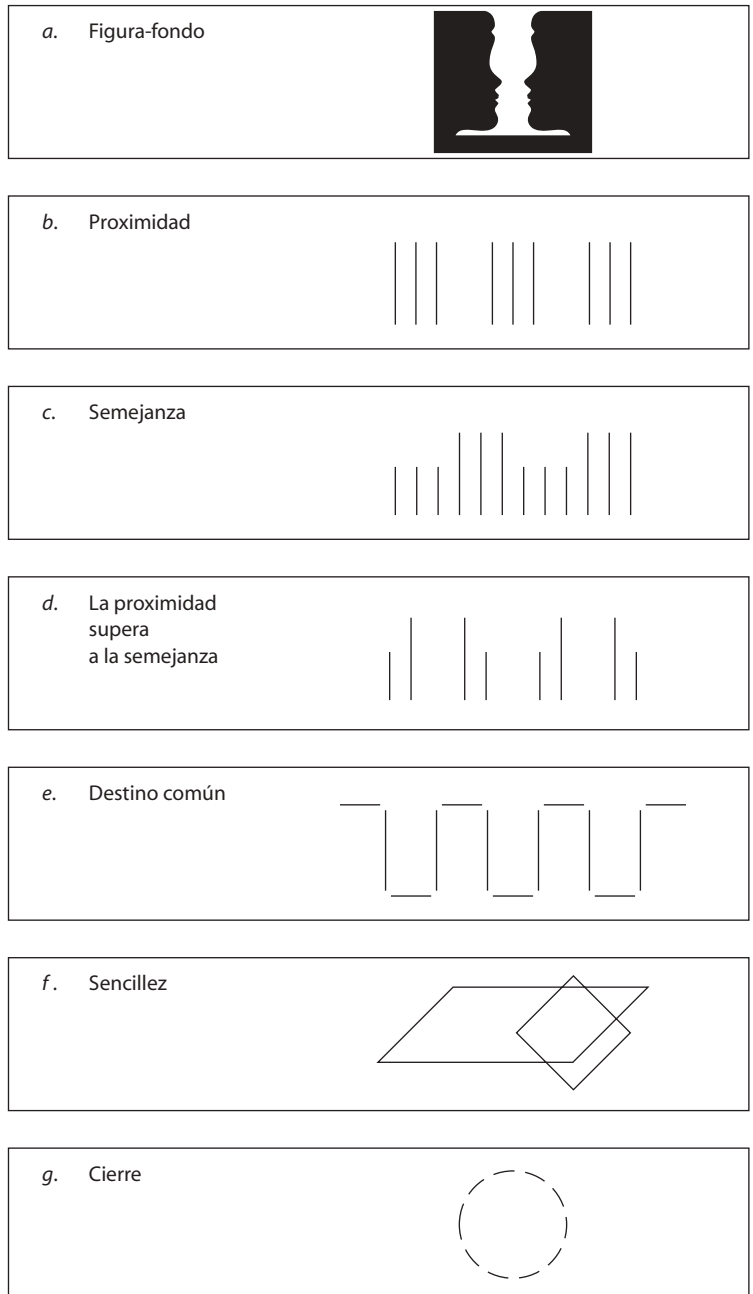 a. Figura-fondo
b. Proximidad
c. Semejanza
d. La proximidad
supera
a la semejanza
e. Destino común
f. Sencillez
g. Cierre